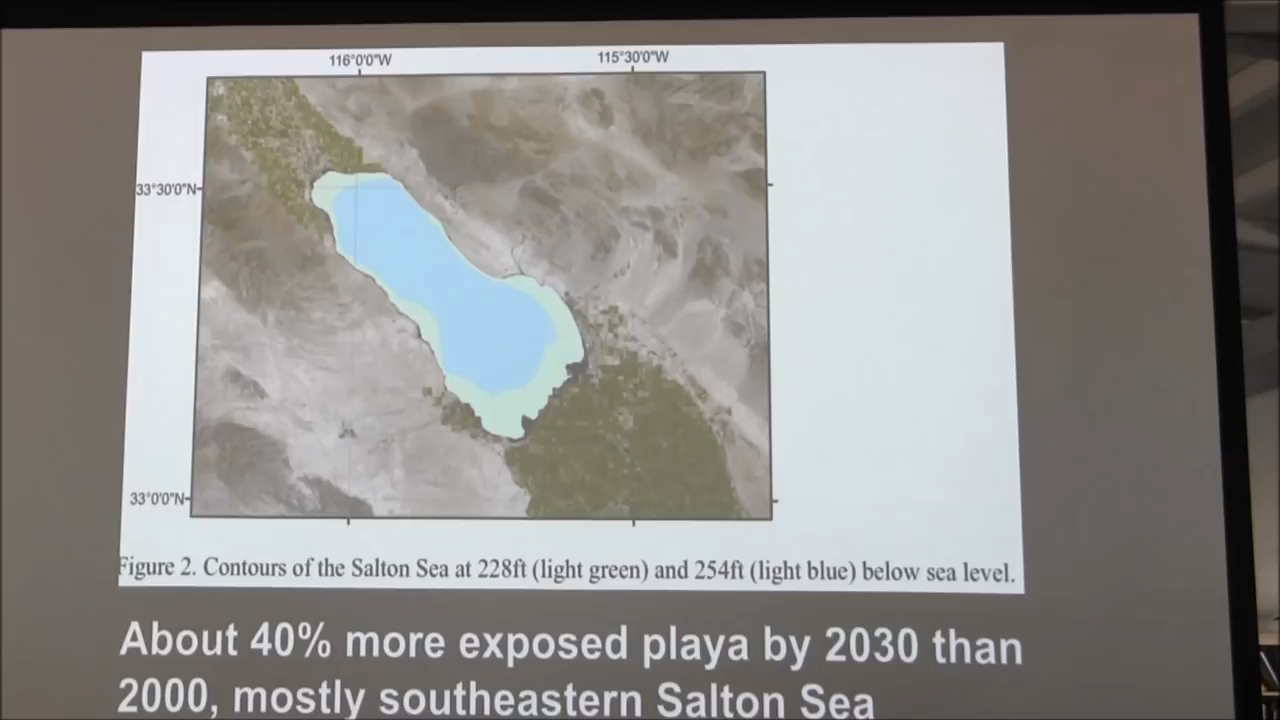 116°0'0"W 115°30'0"W
33°30'0"N
33°0'0"N
Figure 2. Contours of the Salton Sea at 228ft (light green) and 254ft (light blue) below sea level.
About 40% more exposed playa by 2030 than
2000, mostly southeastern Salton Sea